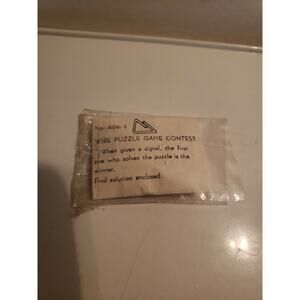 No. 809-3
WIRE PUZZLE GAME CONTEST
When given a signal, the first
one who solves the puzzle is the
winner.
Find solution enclosed.